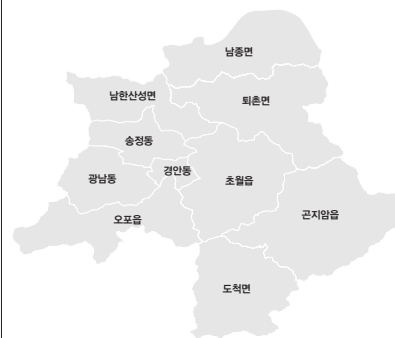 남종면
남한산성면
퇴촌면
송정동
경안동
광남동
초월읍
곤지암읍
오포읍
도척면